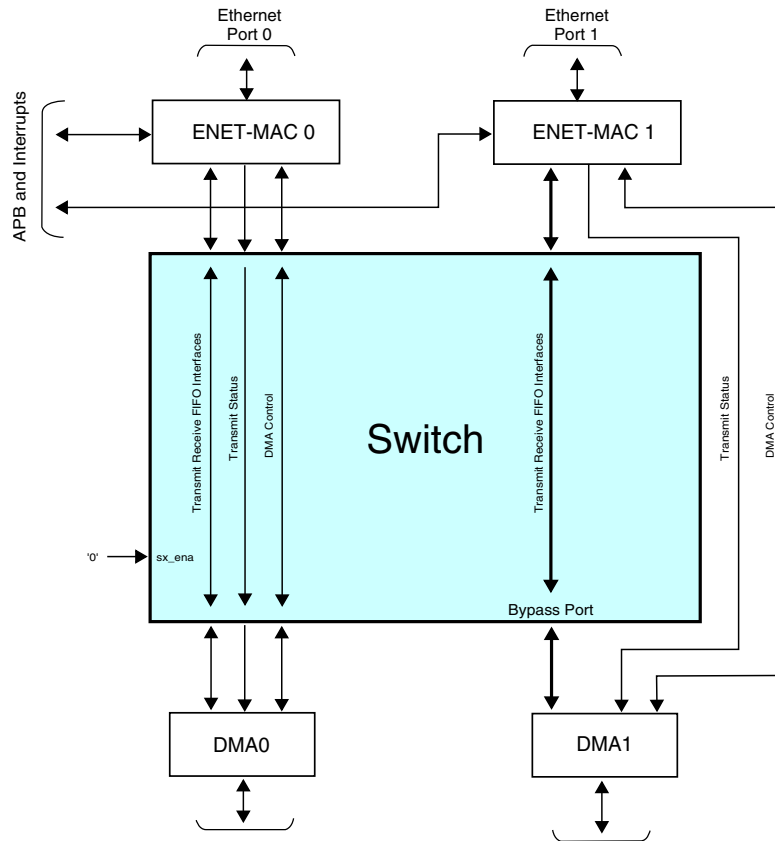 Ethernet
Port 0
Ethernet
Port 1
APB and Interrupts
ENET-MAC 0
ENET-MAC 1
Transmit Receive FIFO Interfaces
Transmit Status
DMA Control
Switch
Transmit Receive FIFO Interfaces
Transmit Status
DMA Control
'0'
sx_ena
Bypass Port
DMA0
DMA1